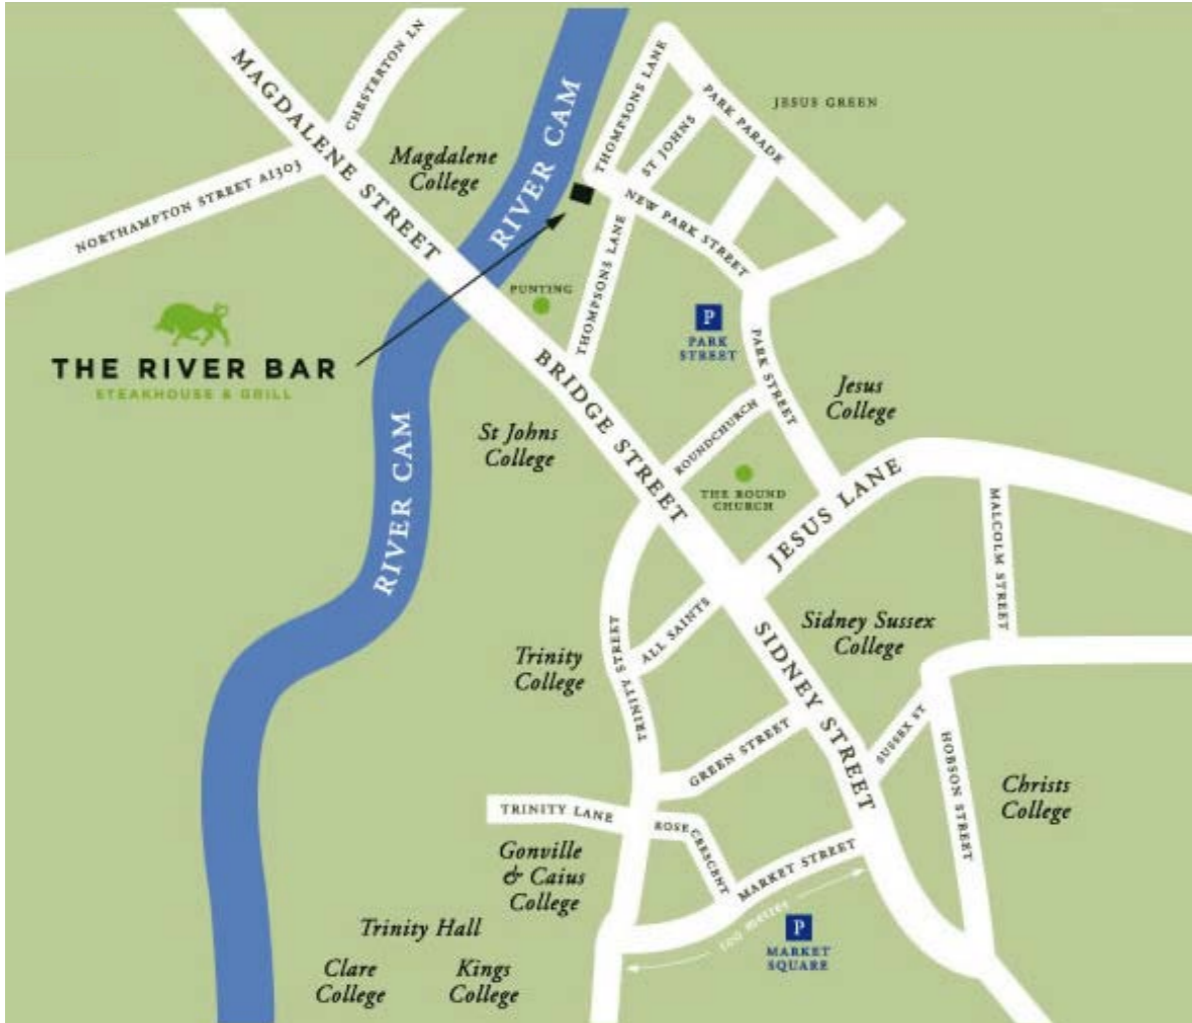 MAGDALENE STREET
CHESTERTON LN
NORTHAMPTON STREET A1303
Magdalene
College
RIVER CAM
THOMPSONS LANE
ST JOHNS
PARK PARADE
JESUS GREEN
NEW PARK STREET
THOMPSONS LANE
PUNTING
P
PARK
STREET
PARK STREET
THE RIVER BAR
STEAKHOUSE & GRILL
BRIDGE STREET
Jesus
College
St Johns
College
ROUNDCHURCH
THE ROUND
CHURCH
RIVER CAM
JESUS LANE
MALCOLM STREET
Sidney Sussex
College
ALL SAINTS
TRINITY STREET
Trinity
College
SIDNEY STREET
SUSSEX ST
HOBSON STREET
GREEN STREET
Christs
College
TRINITY LANE
ROSE CRESCENT
MARKET STREET
Gonville
& Caius
College
100 metres
P
MARKET
SQUARE
Trinity Hall
Clare
College
Kings
College